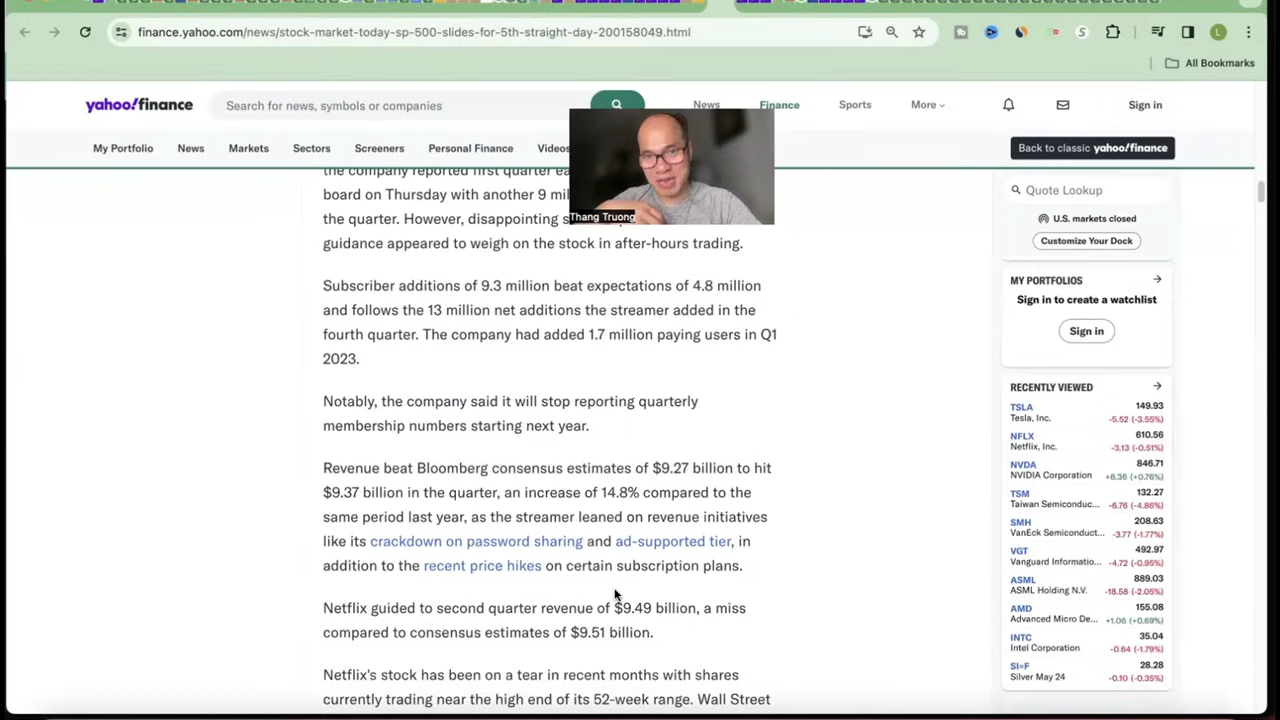 finance.yahoo.com/news/stock-market-today-sp-500-slides-for-5th-straight-day-200158049.html
L
All Bookmarks
yahoo!finance
Search for news, symbols or companies
News
Finance
Sports
More
Sign in
My Portfolio
News
Markets
Sectors
Screeners
Personal Finance
Videos
Back to classic yahoo!finance
the company reported first quarter ea
board on Thursday with another 9 mil
the quarter. However, disappointing s
guidance appeared to weigh on the stock in after-hours trading.
Thang Truong
Subscriber additions of 9.3 million beat expectations of 4.8 million
and follows the 13 million net additions the streamer added in the
fourth quarter. The company had added 1.7 million paying users in Q1
2023.
Notably, the company said it will stop reporting quarterly
membership numbers starting next year.
Revenue beat Bloomberg consensus estimates of $9.27 billion to hit
$9.37 billion in the quarter, an increase of 14.8% compared to the
same period last year, as the streamer leaned on revenue initiatives
like its crackdown on password sharing and ad-supported tier, in
addition to the recent price hikes on certain subscription plans.
Netflix guided to second quarter revenue of $9.49 billion, a miss
compared to consensus estimates of $9.51 billion.
Netflix's stock has been on a tear in recent months with shares
currently trading near the high end of its 52-week range. Wall Street
Quote Lookup
U.S. markets closed
Customize Your Dock
MY PORTFOLIOS
Sign in to create a watchlist
Sign in
RECENTLY VIEWED
TSLA 149.93
Tesla, Inc. -5.52 (-3.55%)
NFLX 610.56
Netflix, Inc. -3.13 (-0.51%)
NVDA 846.71
NVIDIA Corporation +6.36 (+0.76%)
TSM 132.27
Taiwan Semiconduc... -6.76 (-4.86%)
SMH 208.63
VanEck Semiconduct... -3.77 (-1.77%)
VGT 492.97
Vanguard Informatio... -4.72 (-0.95%)
ASML 889.03
ASML Holding N.V. -18.58 (-2.05%)
AMD 155.08
Advanced Micro De... +1.06 (+0.69%)
INTC 35.04
Intel Corporation -0.64 (-1.79%)
SI=F 28.28
Silver May 24 -0.10 (-0.35%)